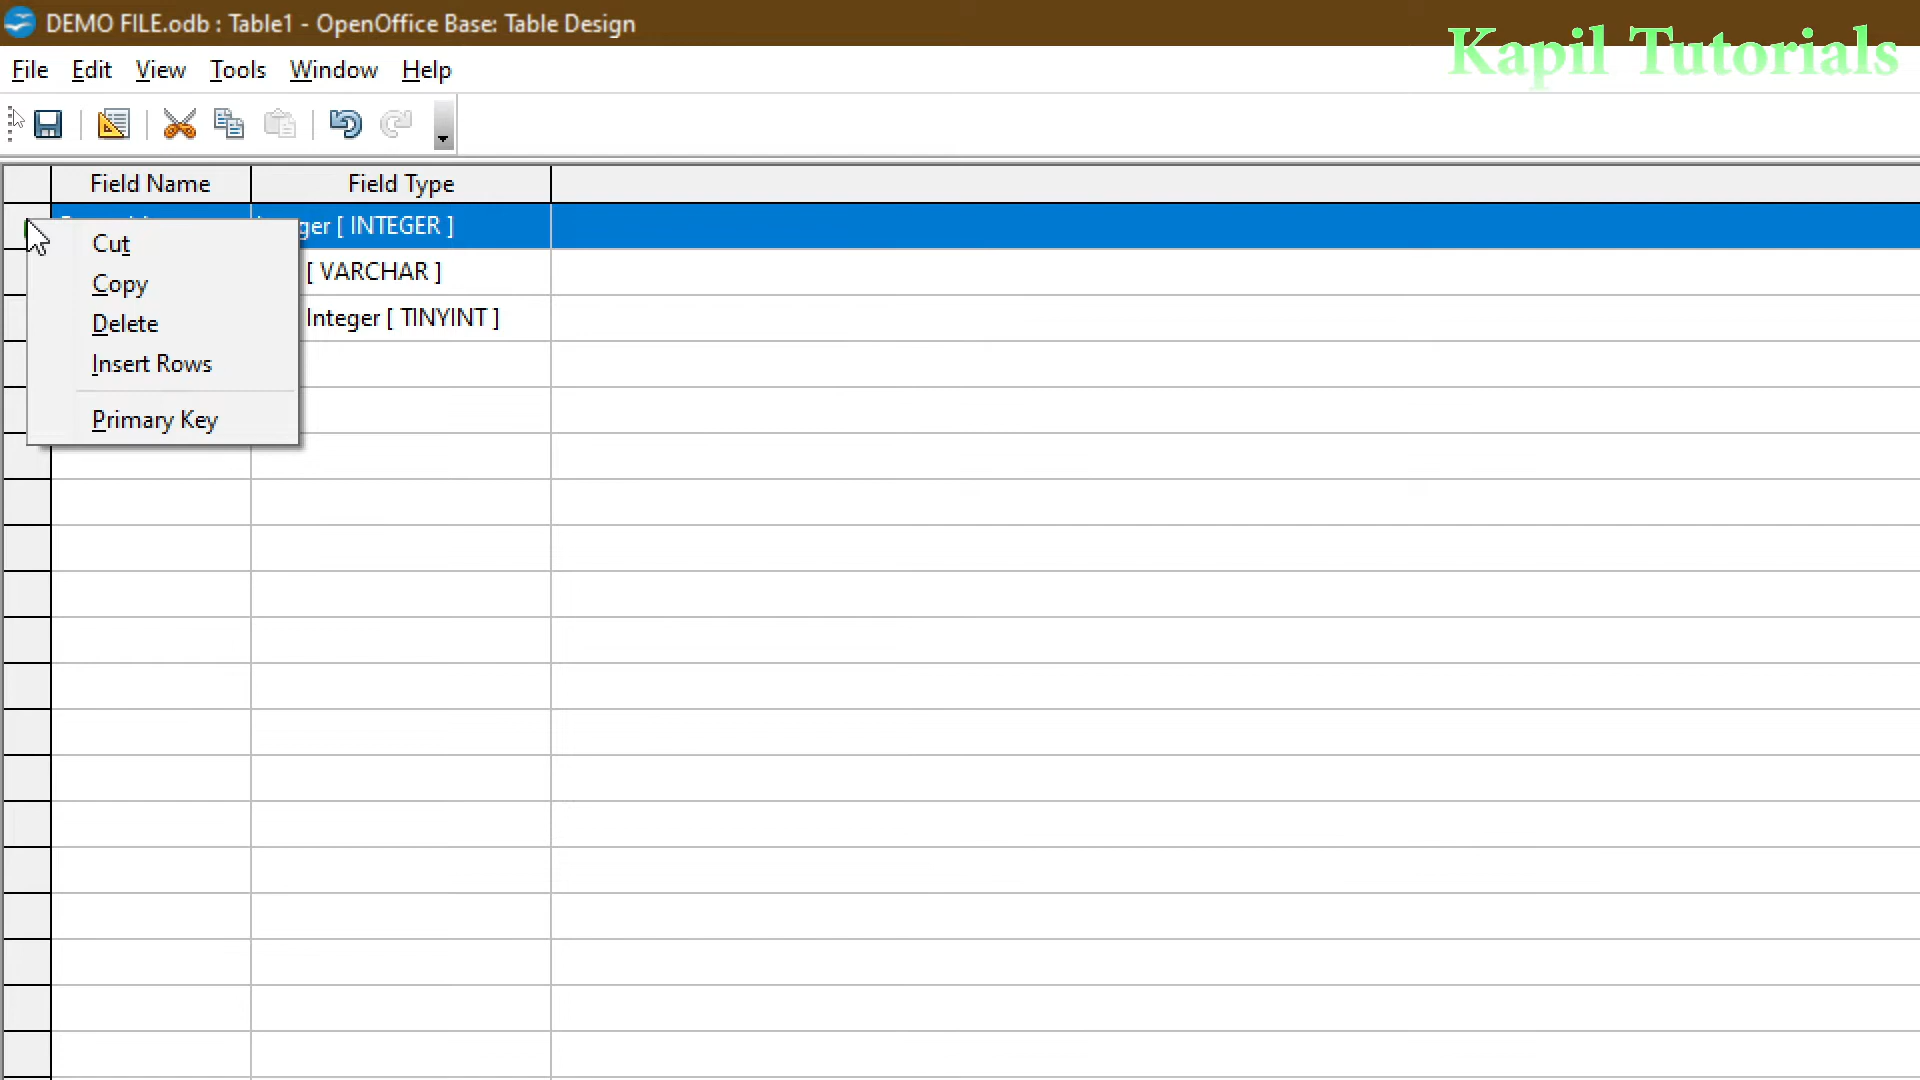 DEMO FILE.odb : Table1 - OpenOffice Base: Table Design
Kapil Tutorials
File Edit View Tools Window Help
Field Name Field Type
ger [ INTEGER ]
Cut
[ VARCHAR ]
Copy
Integer [ TINYINT ]
Delete
Insert Rows
Primary Key